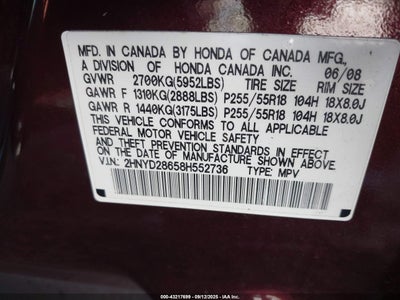 MFD. IN CANADA BY HONDA OF CANADA MFG.,
A DIVISION OF HONDA CANADA INC. 06/08
GVWR 2700KG(5952LBS) TIRE SIZE RIM SIZE
GAWR F 1310KG(2888LBS) P255/55R18 104H 18X8.0J
GAWR R 1440KG(3175LBS) P255/55R18 104H 18X8.0J
THIS VEHICLE CONFORMS TO ALL APPLICABLE
FEDERAL MOTOR VEHICLE SAFETY
AND THEFT PREVENTION STANDARDS IN EFFECT
ON THE DATE OF MANUFACTURE SHOWN ABOVE.
V.I.N: 2HNYD28658H552736 TYPE: MPV
000-43217699 - 09/12/2025 - IAA Inc.